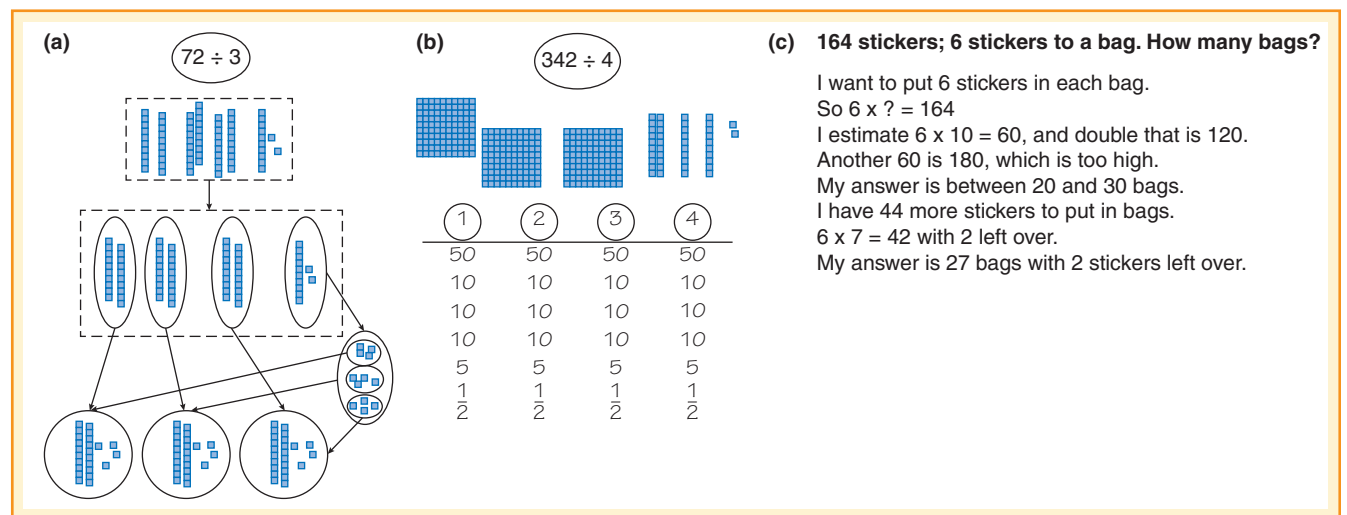 (a)
72 ÷ 3
(b)
342 ÷ 4
1 2 3 4
50 50 50 50
10 10 10 10
10 10 10 10
10 10 10 10
5 5 5 5
1/2 1/2 1/2 1/2
(c) 164 stickers; 6 stickers to a bag. How many bags?
I want to put 6 stickers in each bag.
So 6 x ? = 164
I estimate 6 x 10 = 60, and double that is 120.
Another 60 is 180, which is too high.
My answer is between 20 and 30 bags.
I have 44 more stickers to put in bags.
6 x 7 = 42 with 2 left over.
My answer is 27 bags with 2 stickers left over.